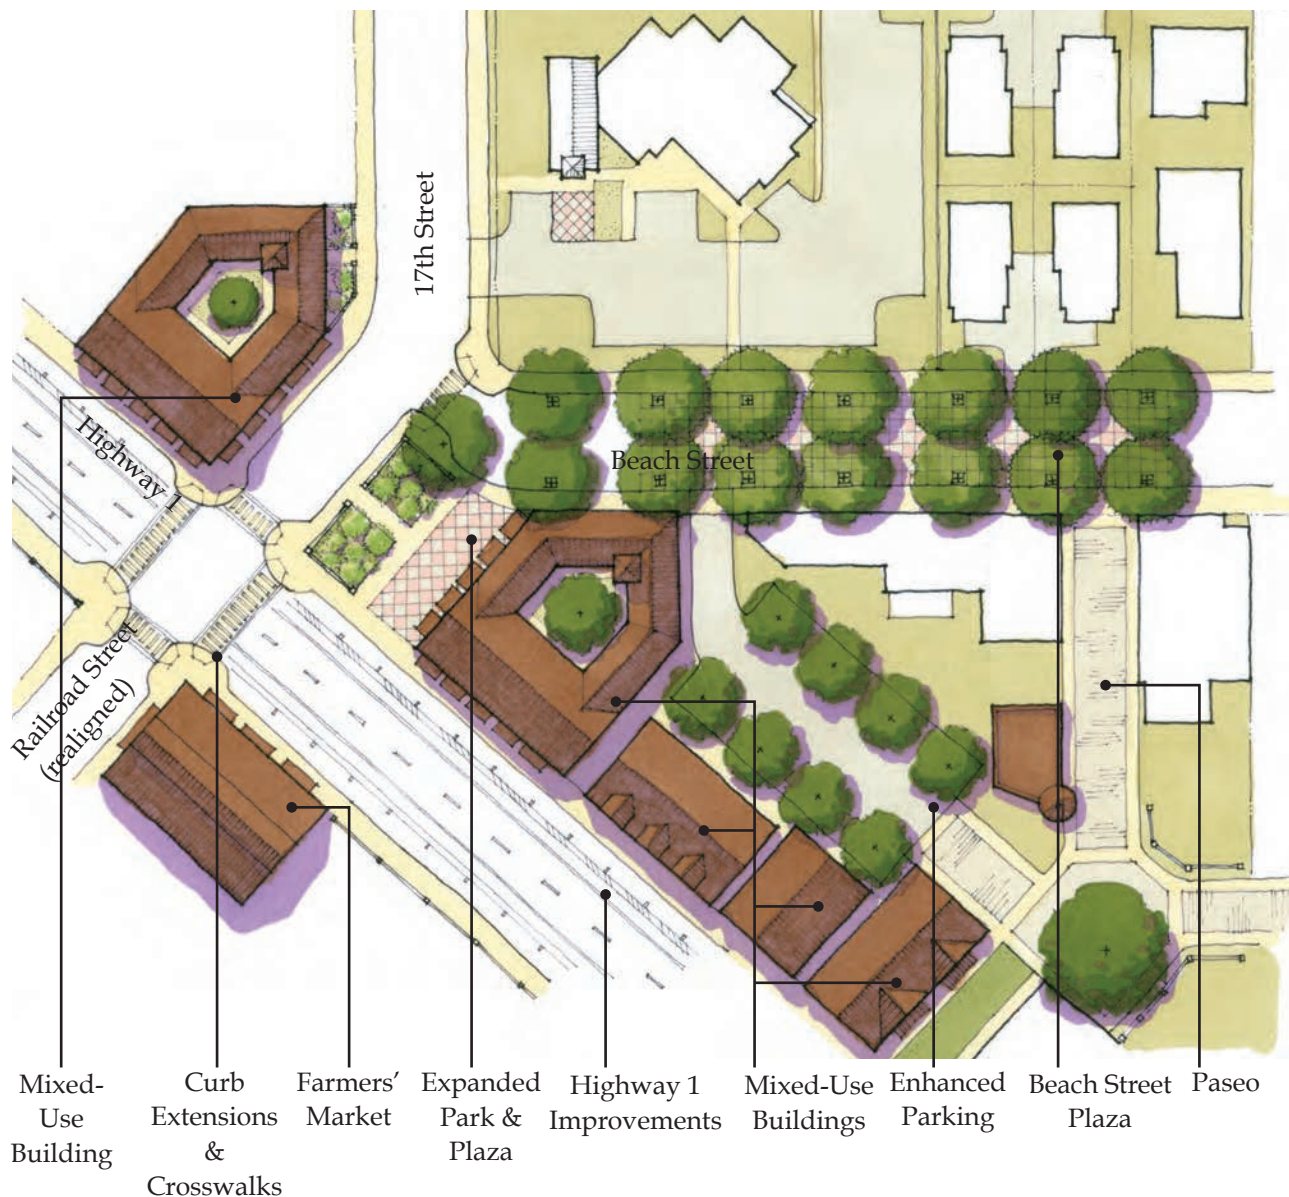 17th Street
Highway 1
Beach Street
Railroad Street
(realigned)
Mixed-
Use
Building
Curb
Extensions
&
Crosswalks
Farmers’
Market
Expanded
Park &
Plaza
Highway 1
Improvements
Mixed-Use
Buildings
Enhanced
Parking
Beach Street
Plaza
Paseo